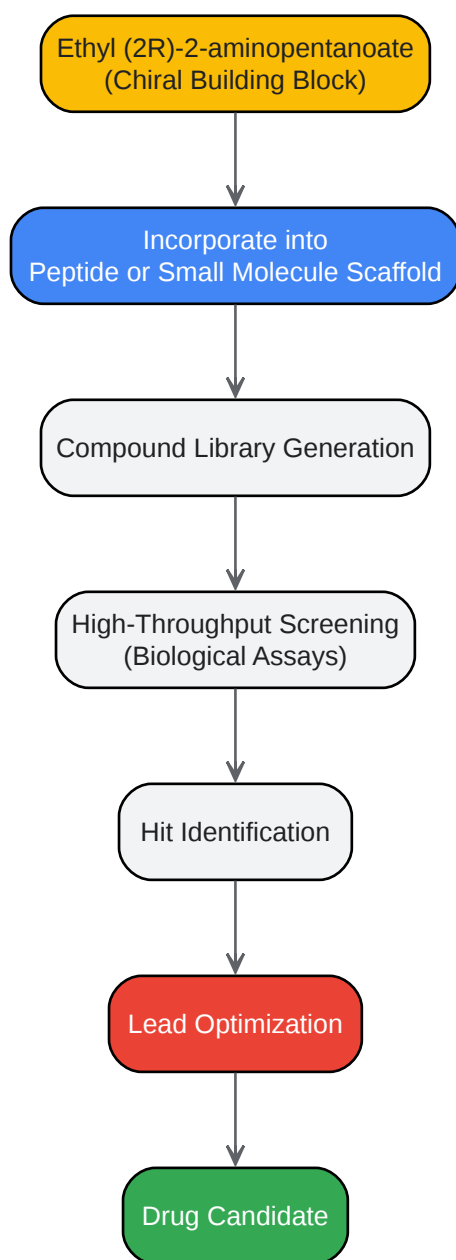 Ethyl (2R)-2-aminopentanoate
(Chiral Building Block)
Incorporate into
Peptide or Small Molecule Scaffold
Compound Library Generation
High-Throughput Screening
(Biological Assays)
Hit Identification
Lead Optimization
Drug Candidate